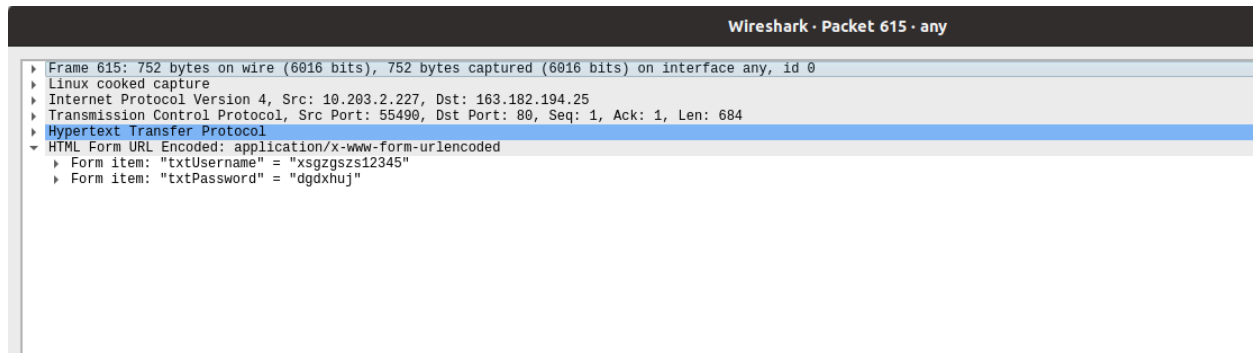 Wireshark · Packet 615 · any
Frame 615: 752 bytes on wire (6016 bits), 752 bytes captured (6016 bits) on interface any, id 0
Linux cooked capture
Internet Protocol Version 4, Src: 10.203.2.227, Dst: 163.182.194.25
Transmission Control Protocol, Src Port: 55490, Dst Port: 80, Seq: 1, Ack: 1, Len: 684
Hypertext Transfer Protocol
HTML Form URL Encoded: application/x-www-form-urlencoded
Form item: "txtUsername" = "xsgzgszs12345"
Form item: "txtPassword" = "dgdxhuj"